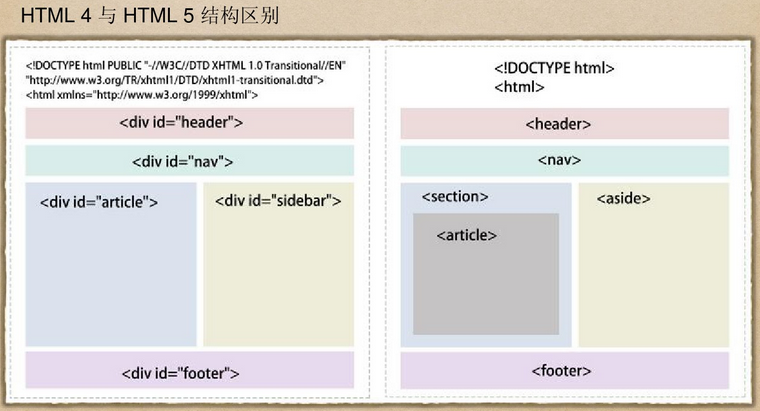 HTML 4 与 HTML 5 结构区别
<!DOCTYPE html PUBLIC "-//W3C//DTD XHTML 1.0 Transitional//EN"
"http://www.w3.org/TR/xhtml1/DTD/xhtml1-transitional.dtd">
<html xmlns="http://www.w3.org/1999/xhtml">
<div id="header">
<div id="nav">
<div id="article">
<div id="sidebar">
<div id="footer">
<!DOCTYPE html>
<html>
<header>
<nav>
<section>
<article>
<aside>
<footer>